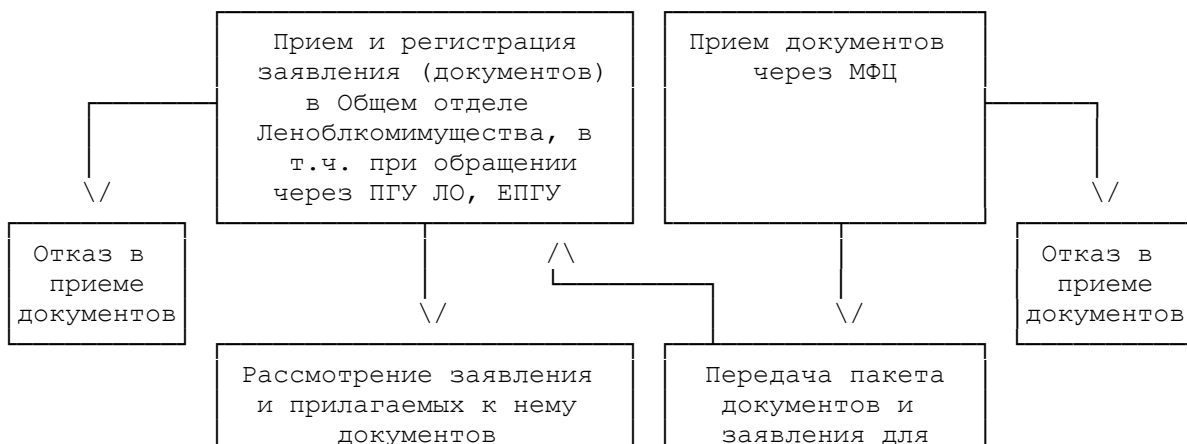 Прием и регистрация
заявления (документов)
в Общем отделе
Леноблкомимущества, в
т.ч. при обращении
через ПГУ ЛО, ЕПГУ
Прием документов
через МФЦ
Отказ в
приеме
документов
Отказ в
приеме
документов
Рассмотрение заявления
и прилагаемых к нему
документов
Передача пакета
документов и
заявления для